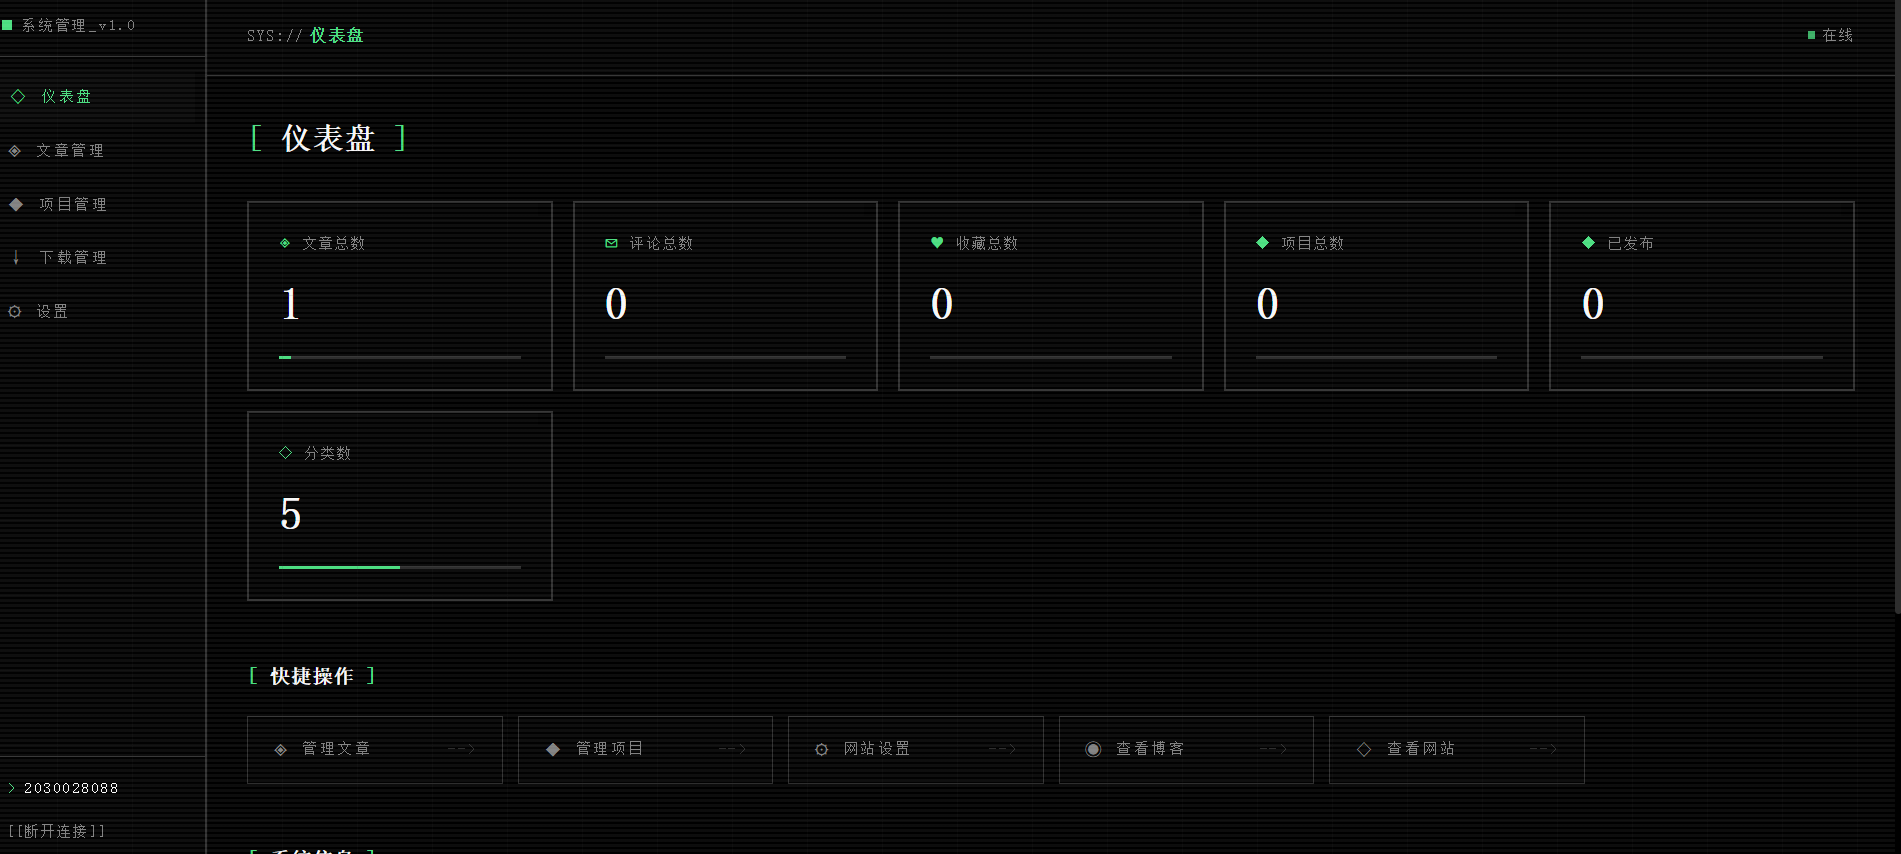 系统管理_v1.0
仪表盘
文章管理
项目管理
下载管理
设置
> 2030028088
[[断开连接]]
SYS:// 仪表盘
在线
[ 仪表盘 ]
文章总数
1
评论总数
0
收藏总数
0
项目总数
0
已发布
0
分类数
5
[ 快捷操作 ]
管理文章 -->
管理项目 -->
网站设置 -->
查看博客 -->
查看网站 -->
[ 系统信息 ]